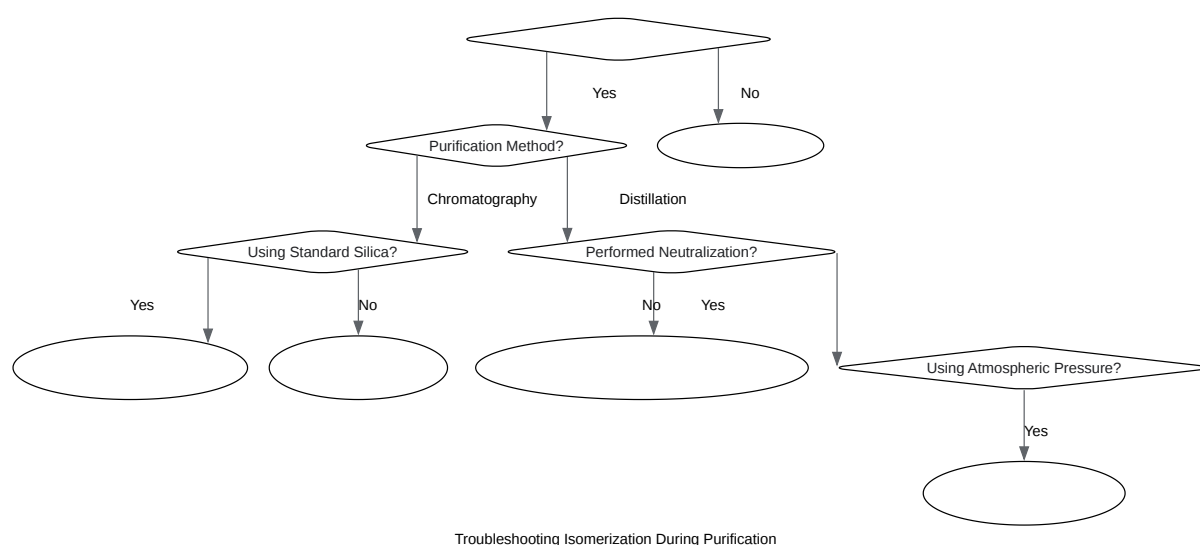 Yes
No
Purification Method?
Chromatography
Distillation
Using Standard Silica?
Performed Neutralization?
Yes
No
No
Yes
Using Atmospheric Pressure?
Yes
Troubleshooting Isomerization During Purification